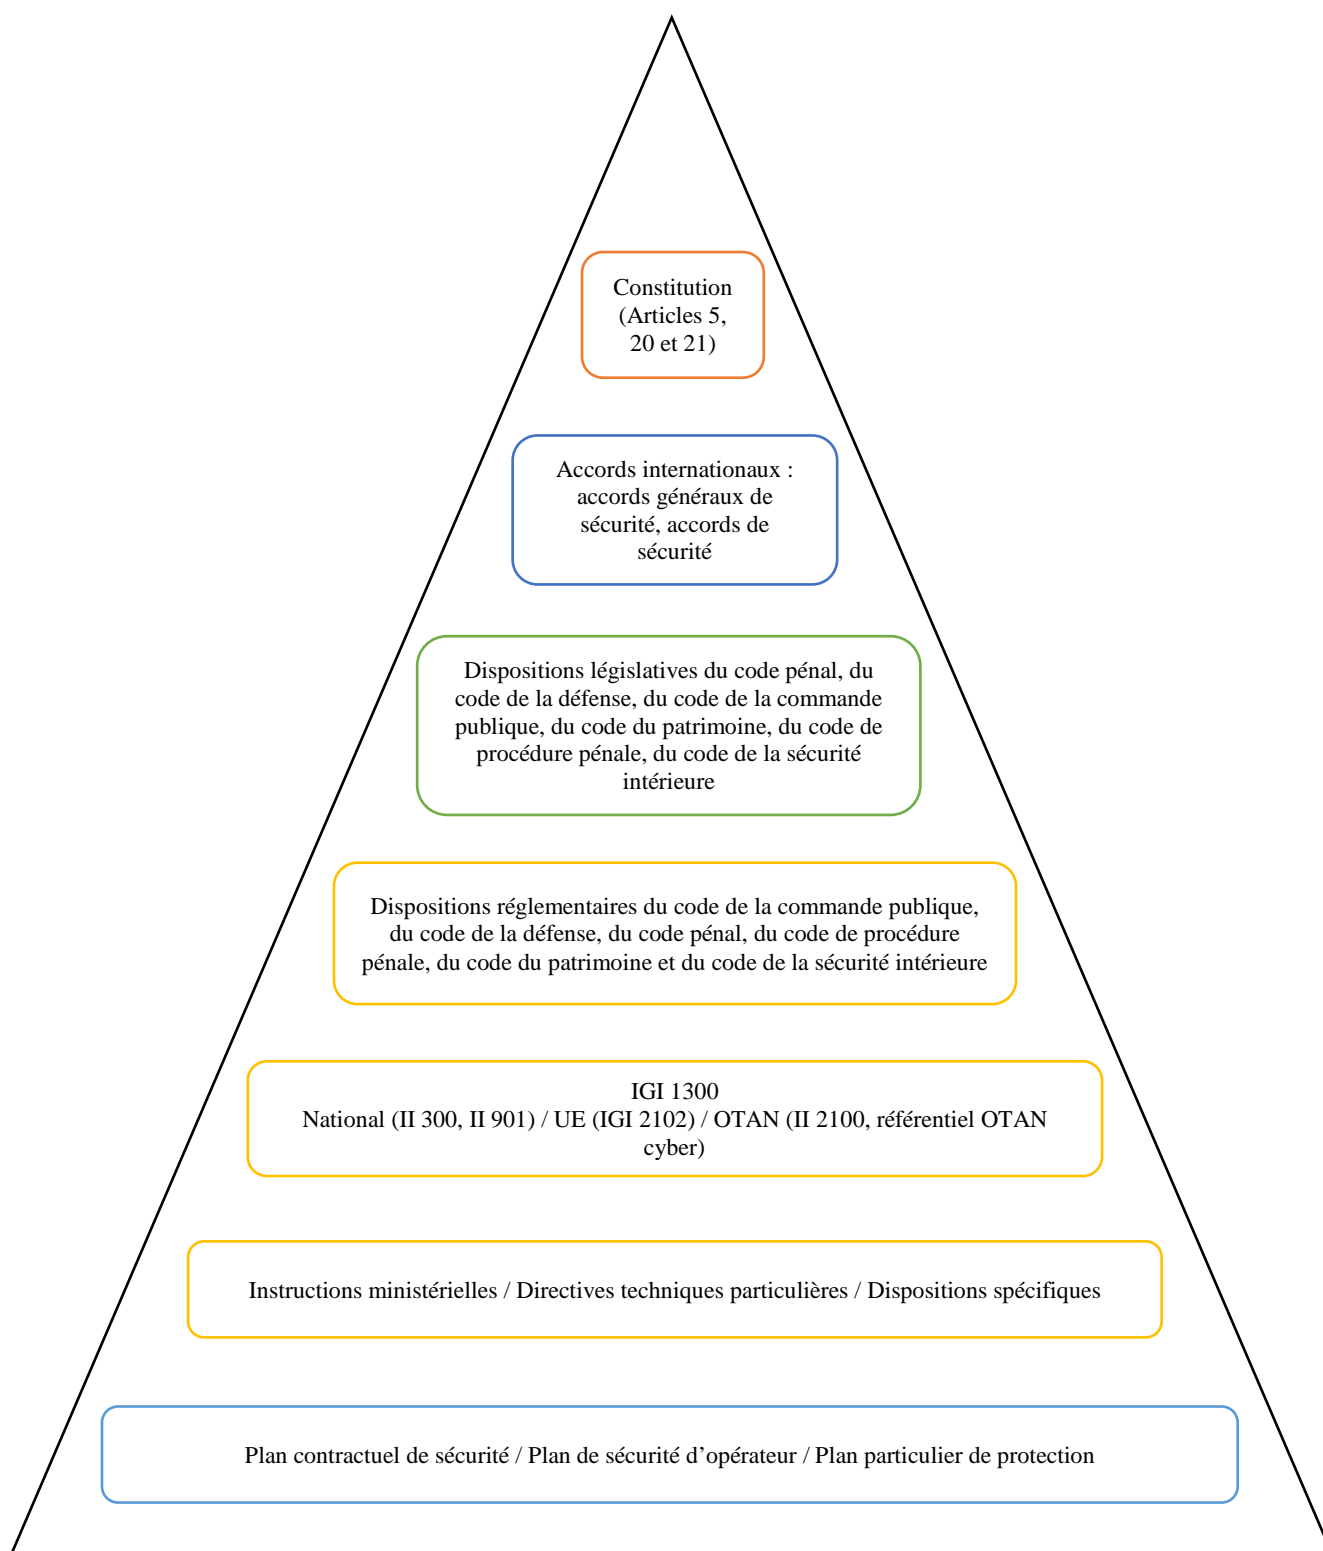 Constitution
(Articles 5,
20 et 21)
Accords internationaux :
accords généraux de
sécurité, accords de
sécurité
Dispositions législatives du code pénal, du
code de la défense, du code de la commande
publique, du code du patrimoine, du code de
procédure pénale, du code de la sécurité
intérieure
Dispositions réglementaires du code de la commande publique,
du code de la défense, du code pénal, du code de procédure
pénale, du code du patrimoine et du code de la sécurité intérieure
IGI 1300
National (II 300, II 901) / UE (IGI 2102) / OTAN (II 2100, référentiel OTAN
cyber)
Instructions ministérielles / Directives techniques particulières / Dispositions spécifiques
Plan contractuel de sécurité / Plan de sécurité d’opérateur / Plan particulier de protection